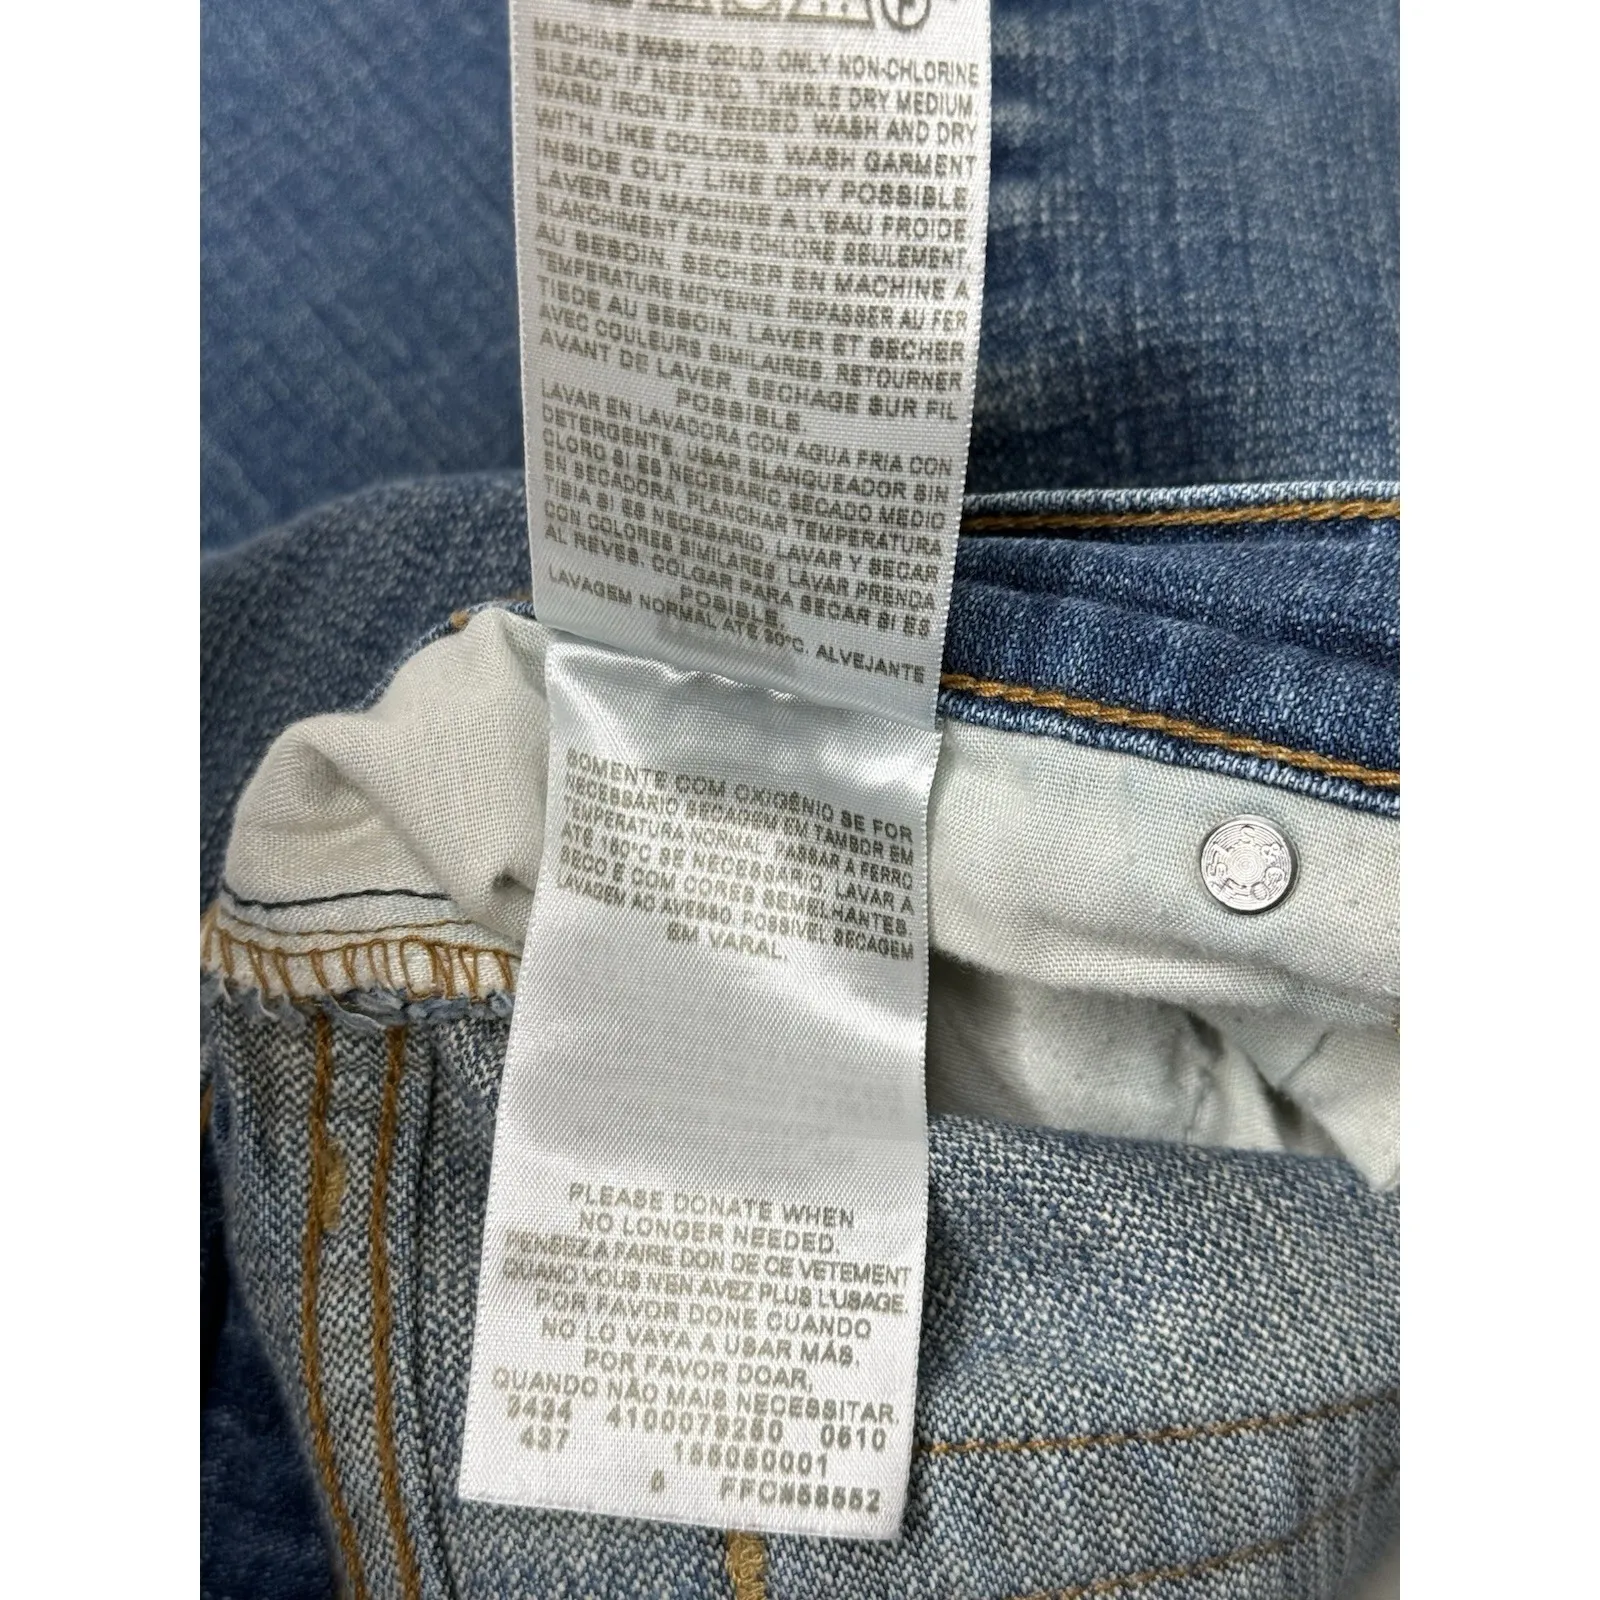 MACHINE WASH COLD. ONLY NON-CHLORINE
BLEACH IF NEEDED. TUMBLE DRY MEDIUM.
WARM IRON IF NEEDED. WASH AND DRY
WITH LIKE COLORS. WASH GARMENT
INSIDE OUT. LINE DRY POSSIBLE
LAVER EN MACHINE A L'EAU FROIDE
BLANCHIMENT SANS CHLORE SEULEMENT,
AU BESOIN. SECHER EN MACHINE A
TEMPERATURE MOYENNE REPASSER AU FER
TIEDE AU BESOIN. LAVER ET SECHER
AVEC COULEURS SIMILAIRES. RETOURNER
AVANT DE LAVER. SECHAGE SUR FIL
POSSIBLE.
LAVAR EN LAVADORA CON AGUA FRIA CON
DETERGENTE. USAR BLANQUEADOR SIN
CLORO SI ES NECESARIO SECADO MEDIO
EN SECADORA. PLANCHAR TEMPERATURA
TIBIA SI ES NECESARIO. LAVAR Y SECAR
CON COLORES SIMILARES. LAVAR PRENDA
AL REVES. COLGAR PARA SECAR SI ES
POSIBLE.
LAVAGEM NORMAL ATÉ 30°C. ALVEJANTE
SOMENTE COM OXIGÊNIO SE FOR
NECESSÁRIO SECAGEM EM TAMBOR EM
TEMPERATURA NORMAL. PASSAR A FERRO
ATÉ 150°C SE NECESSÁRIO. LAVAR A
SECO E COM CORES SEMELHANTES.
LAVAGEM AO AVESSO. POSSÍVEL SECAGEM
EM VARAL.
PLEASE DONATE WHEN
NO LONGER NEEDED.
PENSEZ A FAIRE DON DE CE VETEMENT
QUAND VOUS N'EN AVEZ PLUS L'USAGE.
POR FAVOR DONE CUANDO
NO LO VAYA A USAR MÁS.
POR FAVOR DOAR,
QUANDO NÃO MAIS NECESSITAR.
4100079250 0510
437 155050001
FFC#58552